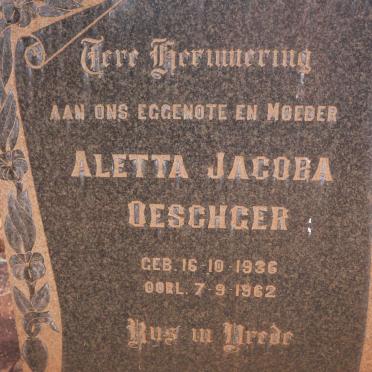 Tere Herinnering
AAN ONS EGGENOTE EN MOEDER
ALETTA JACOBA
OESCHGER
GEB. 15-10 1936
OORL. 7-9-1962
Rus in Vrede